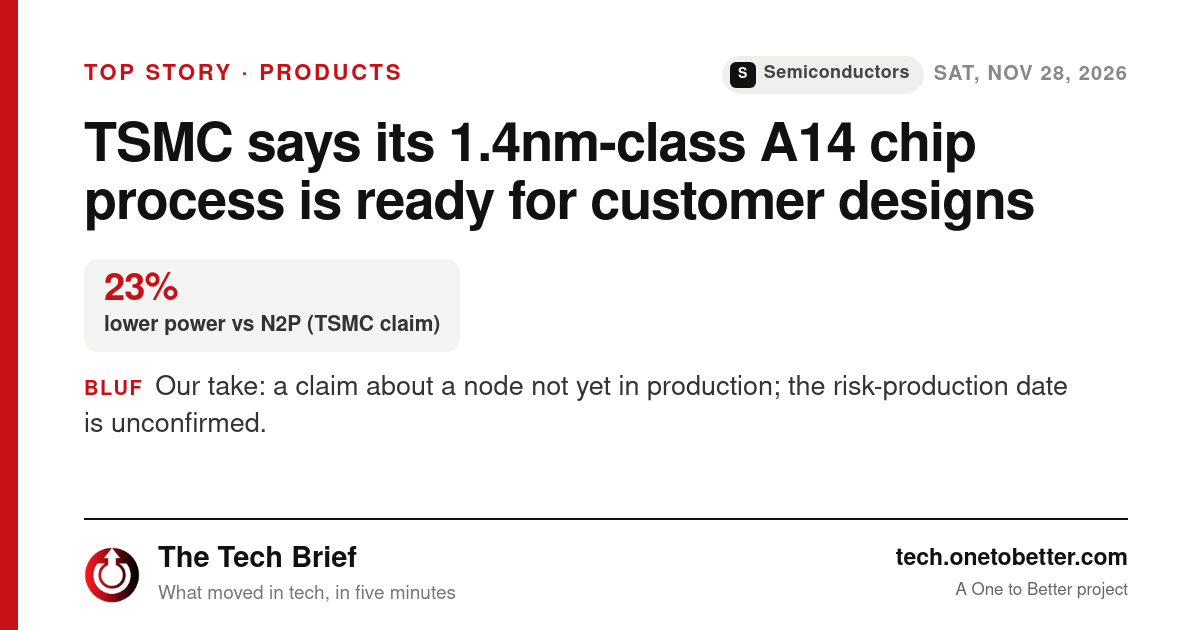 TOP STORY · PRODUCTS
S Semiconductors SAT, NOV 28, 2026
TSMC says its 1.4nm-class A14 chip
process is ready for customer designs
23%
lower power vs N2P (TSMC claim)
BLUF Our take: a claim about a node not yet in production; the risk-production date
is unconfirmed.
The Tech Brief
What moved in tech, in five minutes
tech.onetobetter.com
A One to Better project